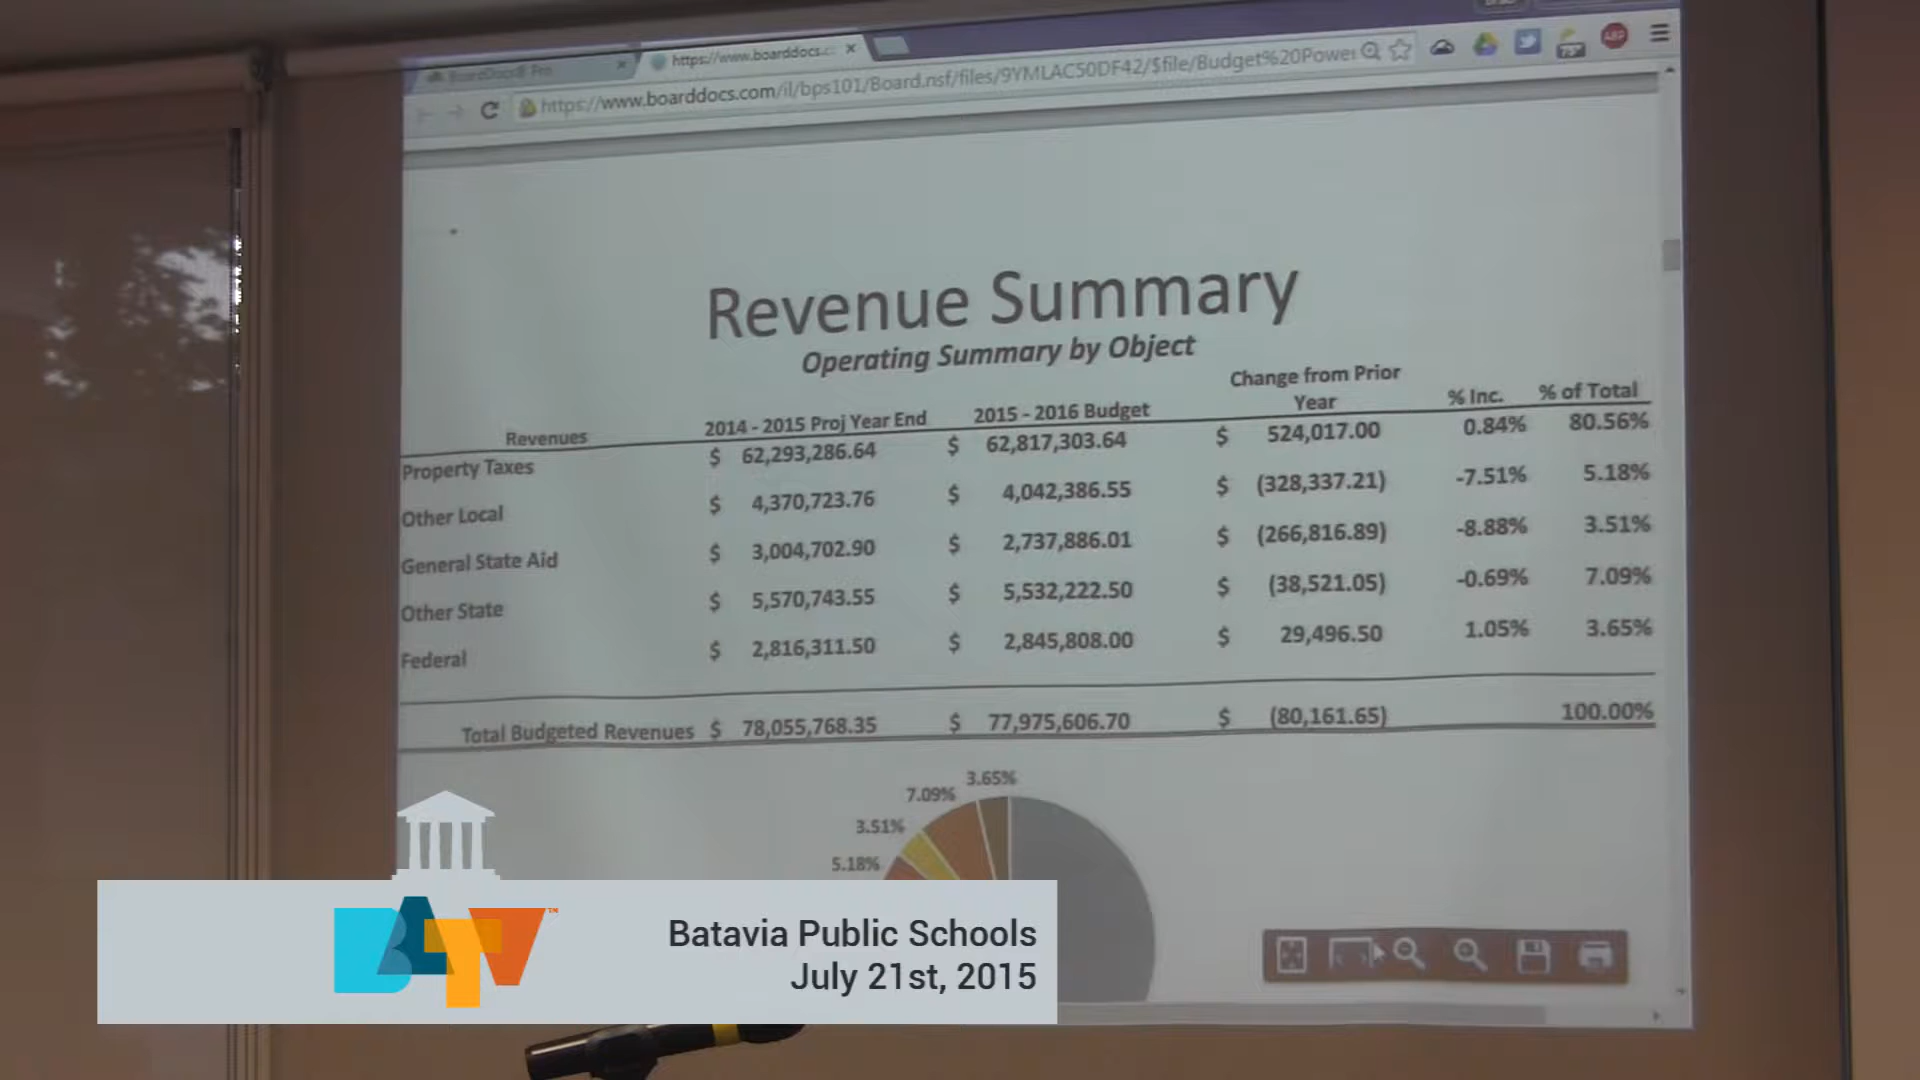 BoardDocs® Pro
https://www.boarddocs.c
https://www.boarddocs.com/il/bps101/Board.nsf/files/9YMLAC50DF42/$file/Budget%20Power
ABP
Revenue Summary
Operating Summary by Object
Revenues 2014 - 2015 Proj Year End 2015 - 2016 Budget Change from Prior Year % Inc. % of Total
Property Taxes $ 62,293,286.64 $ 62,817,303.64 $ 524,017.00 0.84% 80.56%
Other Local $ 4,370,723.76 $ 4,042,386.55 $ (328,337.21) -7.51% 5.18%
General State Aid $ 3,004,702.90 $ 2,737,886.01 $ (266,816.89) -8.88% 3.51%
Other State $ 5,570,743.55 $ 5,532,222.50 $ (38,521.05) -0.69% 7.09%
Federal $ 2,816,311.50 $ 2,845,808.00 $ 29,496.50 1.05% 3.65%
Total Budgeted Revenues $ 78,055,768.35 $ 77,975,606.70 $ (80,161.65) 100.00%
3.65%
7.09%
3.51%
5.18%
BATV™
Batavia Public Schools
July 21st, 2015